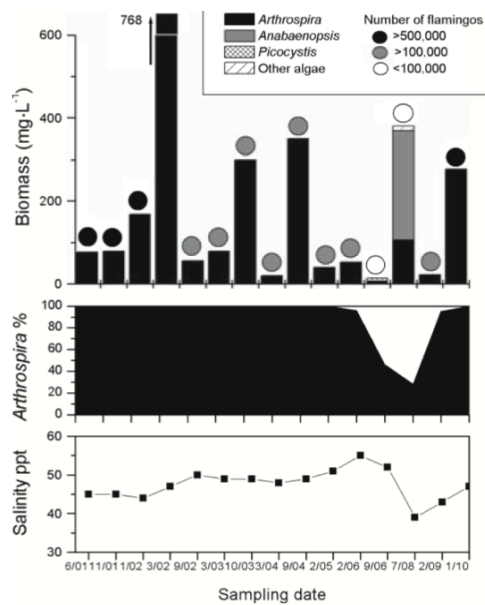 768
Arthrospira
Anabaenopsis
Picocystis
Other algae
Number of flamingos
>500,000
>100,000
<100,000
Biomass (mg·L⁻¹)
600
400
200
0
Arthrospira %
100
80
60
40
20
0
Salinity ppt
60
50
40
30
6/01 11/01 1/02 3/02 9/02 3/03 10/03 3/04 9/04 2/05 2/06 9/06 7/08 2/09 1/10
Sampling date